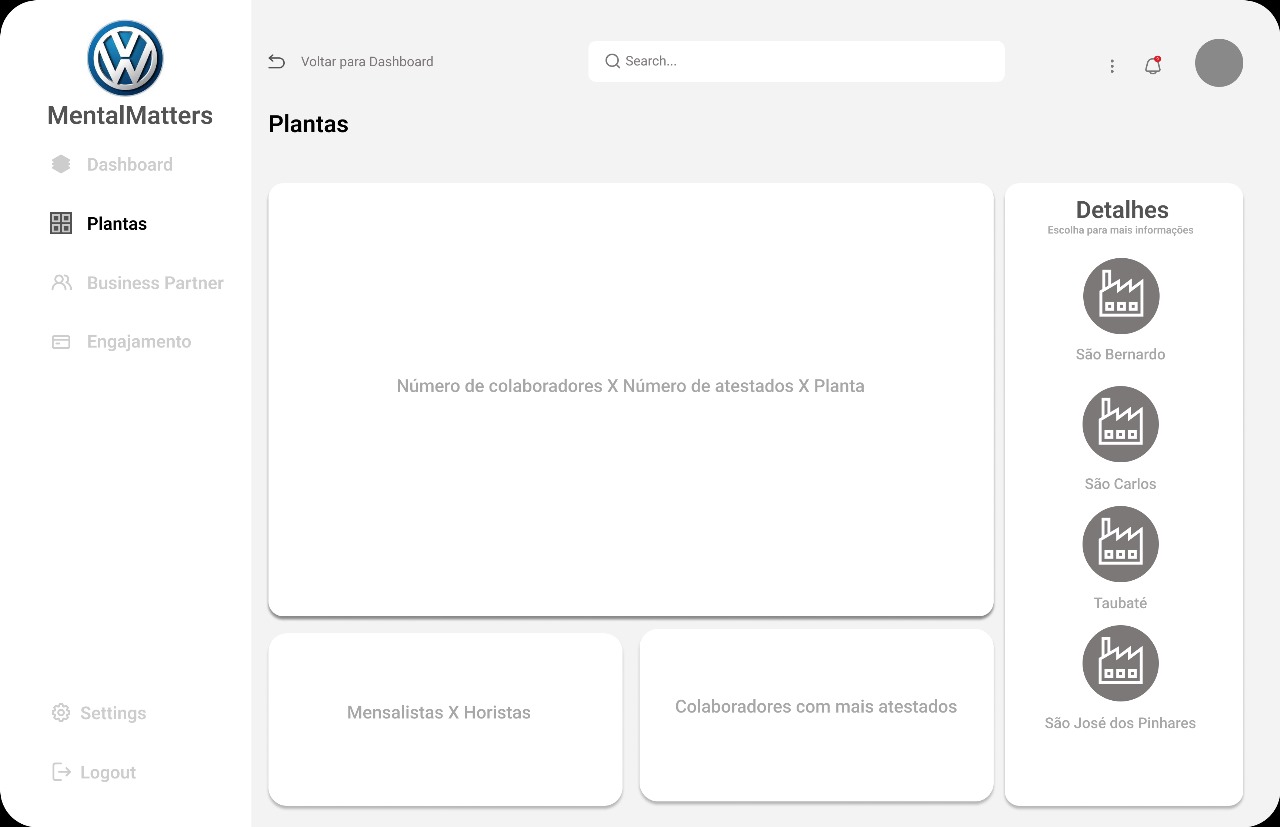 MentalMatters
Dashboard
Plantas
Business Partner
Engajamento
Settings
Logout
Voltar para Dashboard
Search...
Plantas
Número de colaboradores X Número de atestados X Planta
Mensalistas X Horistas
Colaboradores com mais atestados
Detalhes
Escolha para mais informações
São Bernardo
São Carlos
Taubaté
São José dos Pinhares